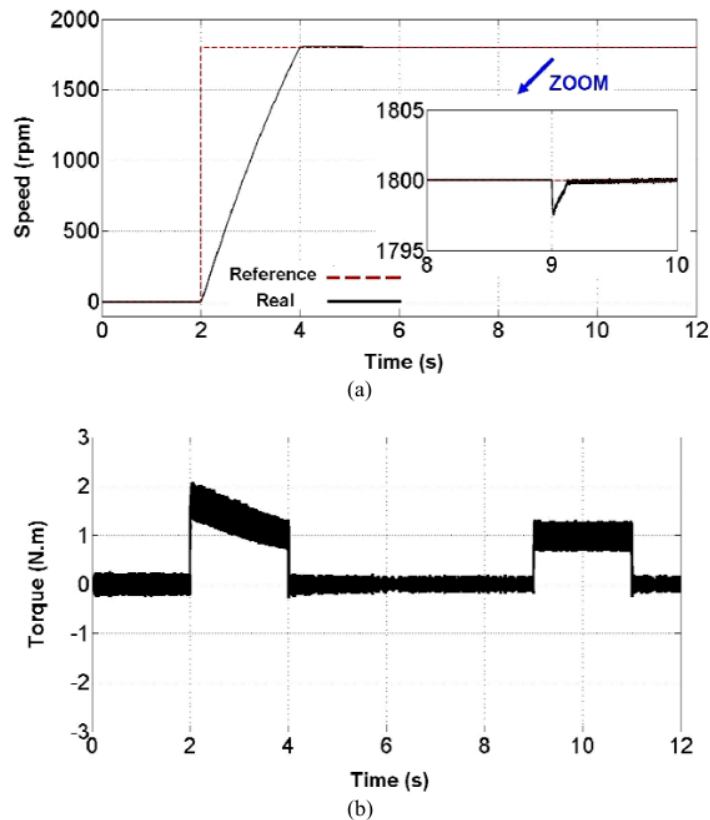 2000
1500
1000
500
0
Speed (rpm)
ZOOM
1805
1800
1795
8 9 10
Reference
Real
0 2 4 6 8 10 12
Time (s)
(a)
3
2
1
0
-1
-2
-3
Torque (N.m)
0 2 4 6 8 10 12
Time (s)
(b)